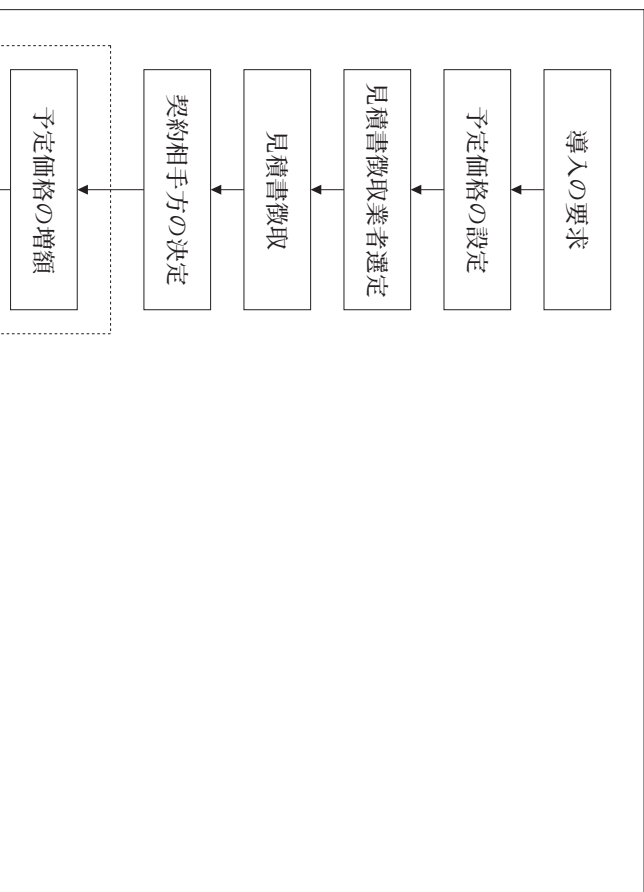 導入の要求
予定価格の設定
見積書徴取業者選定
見積書徴取
契約相手方の決定
予定価格の増額